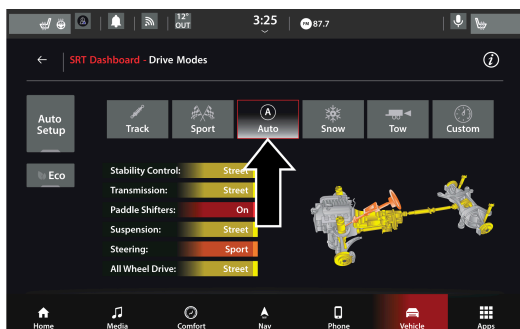 12°
OUT
3:25
FM 87.7
SRT Dashboard - Drive Modes
i
Auto
Setup
Track
Sport
A
Auto
Snow
Tow
Custom
Eco
Stability Control: Street
Transmission: Street
Paddle Shifters: On
Suspension: Street
Steering: Sport
All Wheel Drive: Street
Home
Media
Comfort
Nav
Phone
Vehicle
Apps